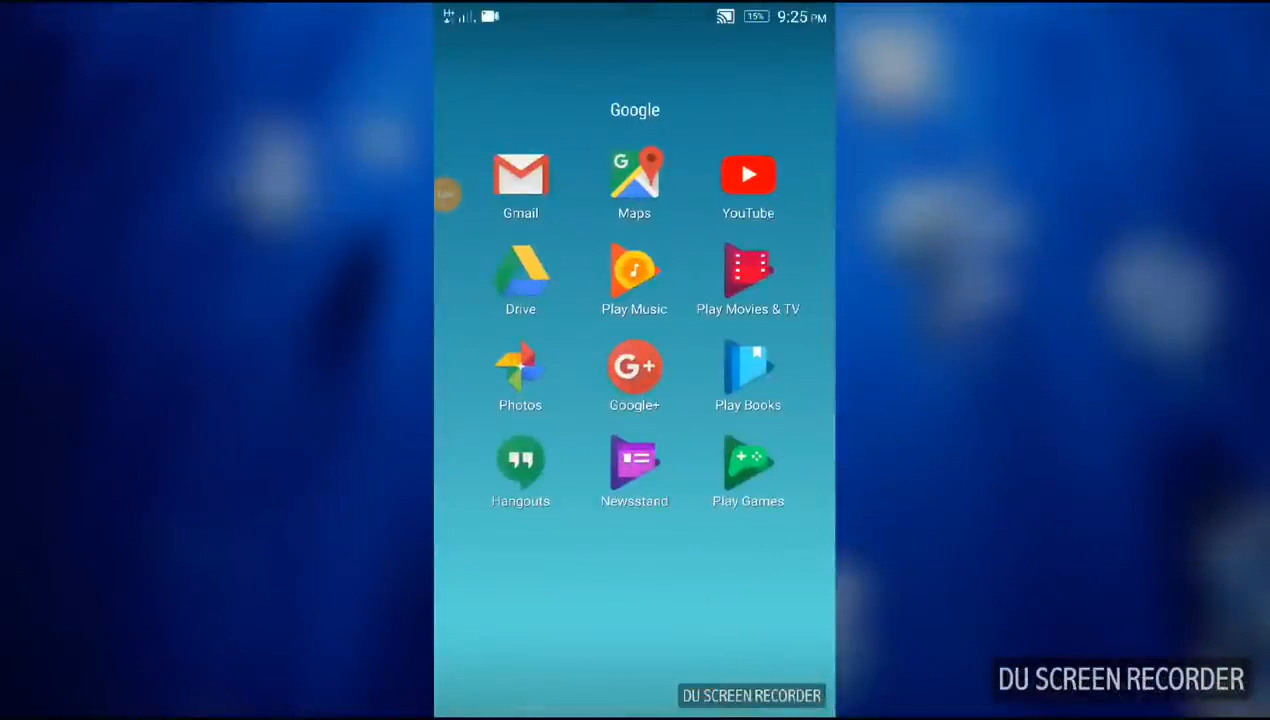 15% 9:25 PM
Google
Gmail Maps YouTube
Drive Play Music Play Movies & TV
Photos Google+ Play Books
Hangouts Newsstand Play Games
DU SCREEN RECORDER
DU SCREEN RECORDER